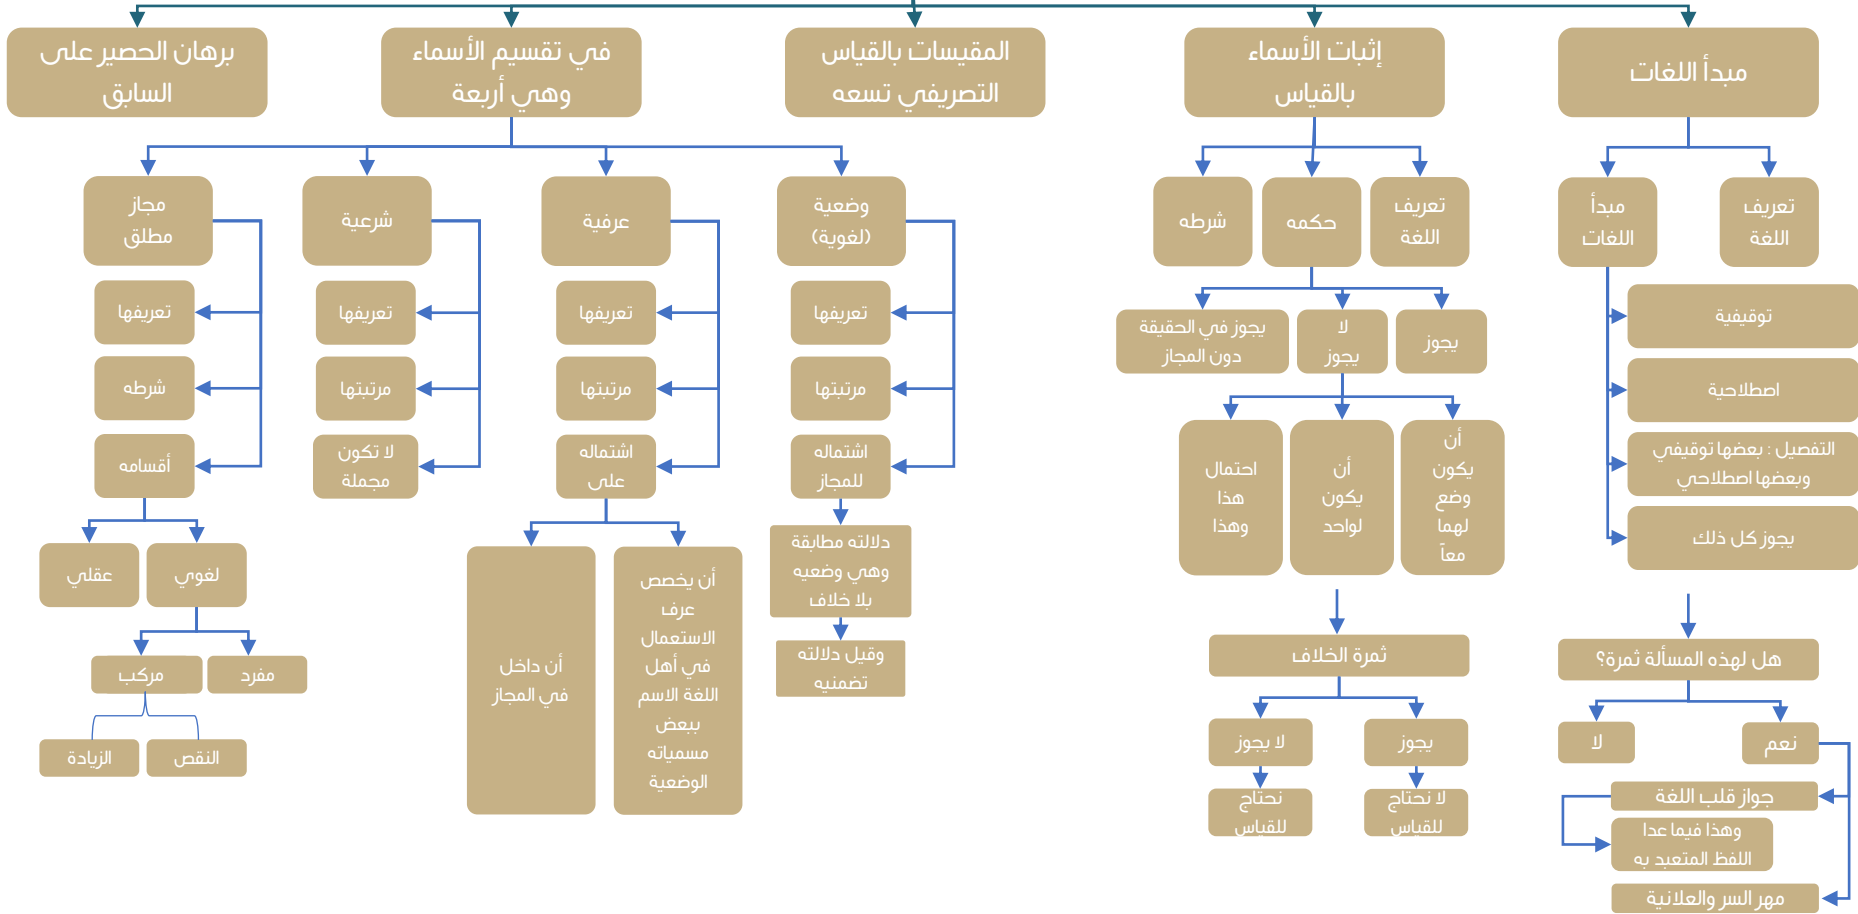 مبدأ اللغات
إثبات الأسماء
بالقياس
المقيسات بالقياس
التصريفي تسعه
في تقسيم الأسماء
وهي أربعة
برهان الحصير على
السابق
تعريف
اللغة
مبدأ
اللغات
توقيفية
اصطلاحية
التفصيل : بعضها توقيفي
وبعضها اصطلاحي
يجوز كل ذلك
هل لهذه المسألة ثمرة؟
نعم
لا
جواز قلب اللغة
وهذا فيما عدا
اللفظ المتعبد به
مهر السر والعلانية
تعريف
اللغة
حكمه
شرطه
يجوز
لا
يجوز
يجوز في الحقيقة
دون المجاز
أن
يكون
وضع
لهما
معاً
أن
يكون
لواحد
احتمال
هذا
وهذا
ثمرة الخلاف
يجوز
لا يجوز
لا نحتاج
للقياس
نحتاج
للقياس
وضعية
(لغوية)
تعريفها
مرتبتها
اشتماله
للمجاز
دلالته مطابقة
وهي وضعيه
بلا خلاف
وقيل دلالته
تضمنيه
عرفية
تعريفها
مرتبتها
اشتماله
على
أن يخصص
عرف
الاستعمال
في أهل
اللغة الاسم
ببعض
مسمياته
الوضعية
أن داخل
في المجاز
شرعية
تعريفها
مرتبتها
لا تكون
مجملة
مجاز
مطلق
تعريفها
شرطه
أقسامه
لغوي
عقلي
مفرد
مركب
النقص
الزيادة